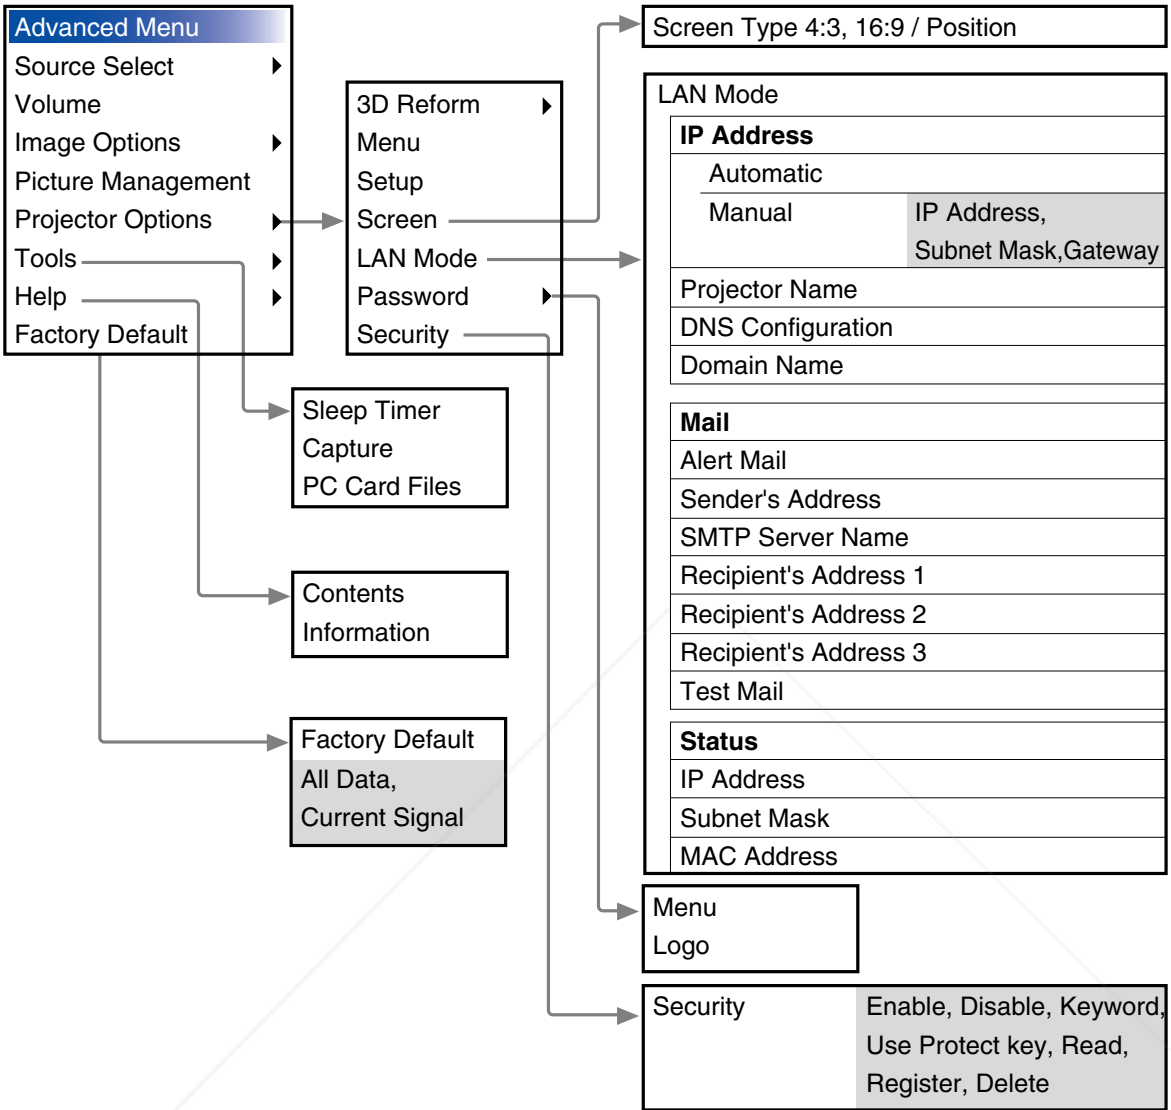 Advanced Menu
Source Select
Volume
Image Options
Picture Management
Projector Options
Tools
Help
Factory Default
3D Reform
Menu
Setup
Screen
LAN Mode
Password
Security
Sleep Timer
Capture
PC Card Files
Contents
Information
Factory Default
All Data,
Current Signal
Screen Type 4:3, 16:9 / Position
LAN Mode
IP Address
Automatic
Manual IP Address,
Subnet Mask,Gateway
Projector Name
DNS Configuration
Domain Name
Mail
Alert Mail
Sender's Address
SMTP Server Name
Recipient's Address 1
Recipient's Address 2
Recipient's Address 3
Test Mail
Status
IP Address
Subnet Mask
MAC Address
Menu
Logo
Security Enable, Disable, Keyword,
Use Protect key, Read,
Register, Delete